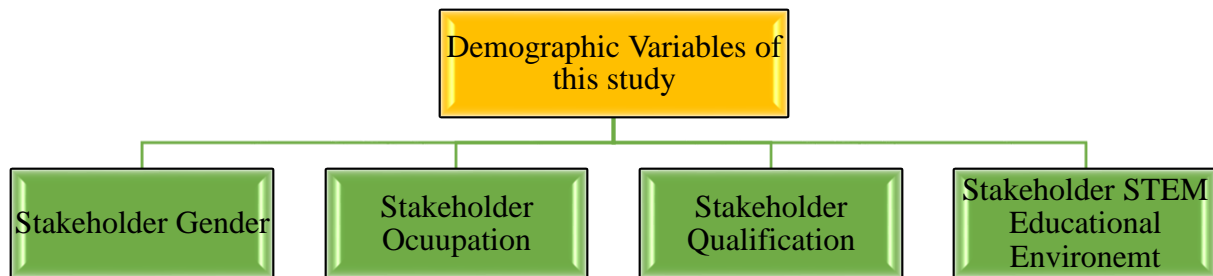 Demographic Variables of
this study
Stakeholder Gender
Stakeholder
Ocuupation
Stakeholder
Qualification
Stakeholder STEM
Educational
Environemt